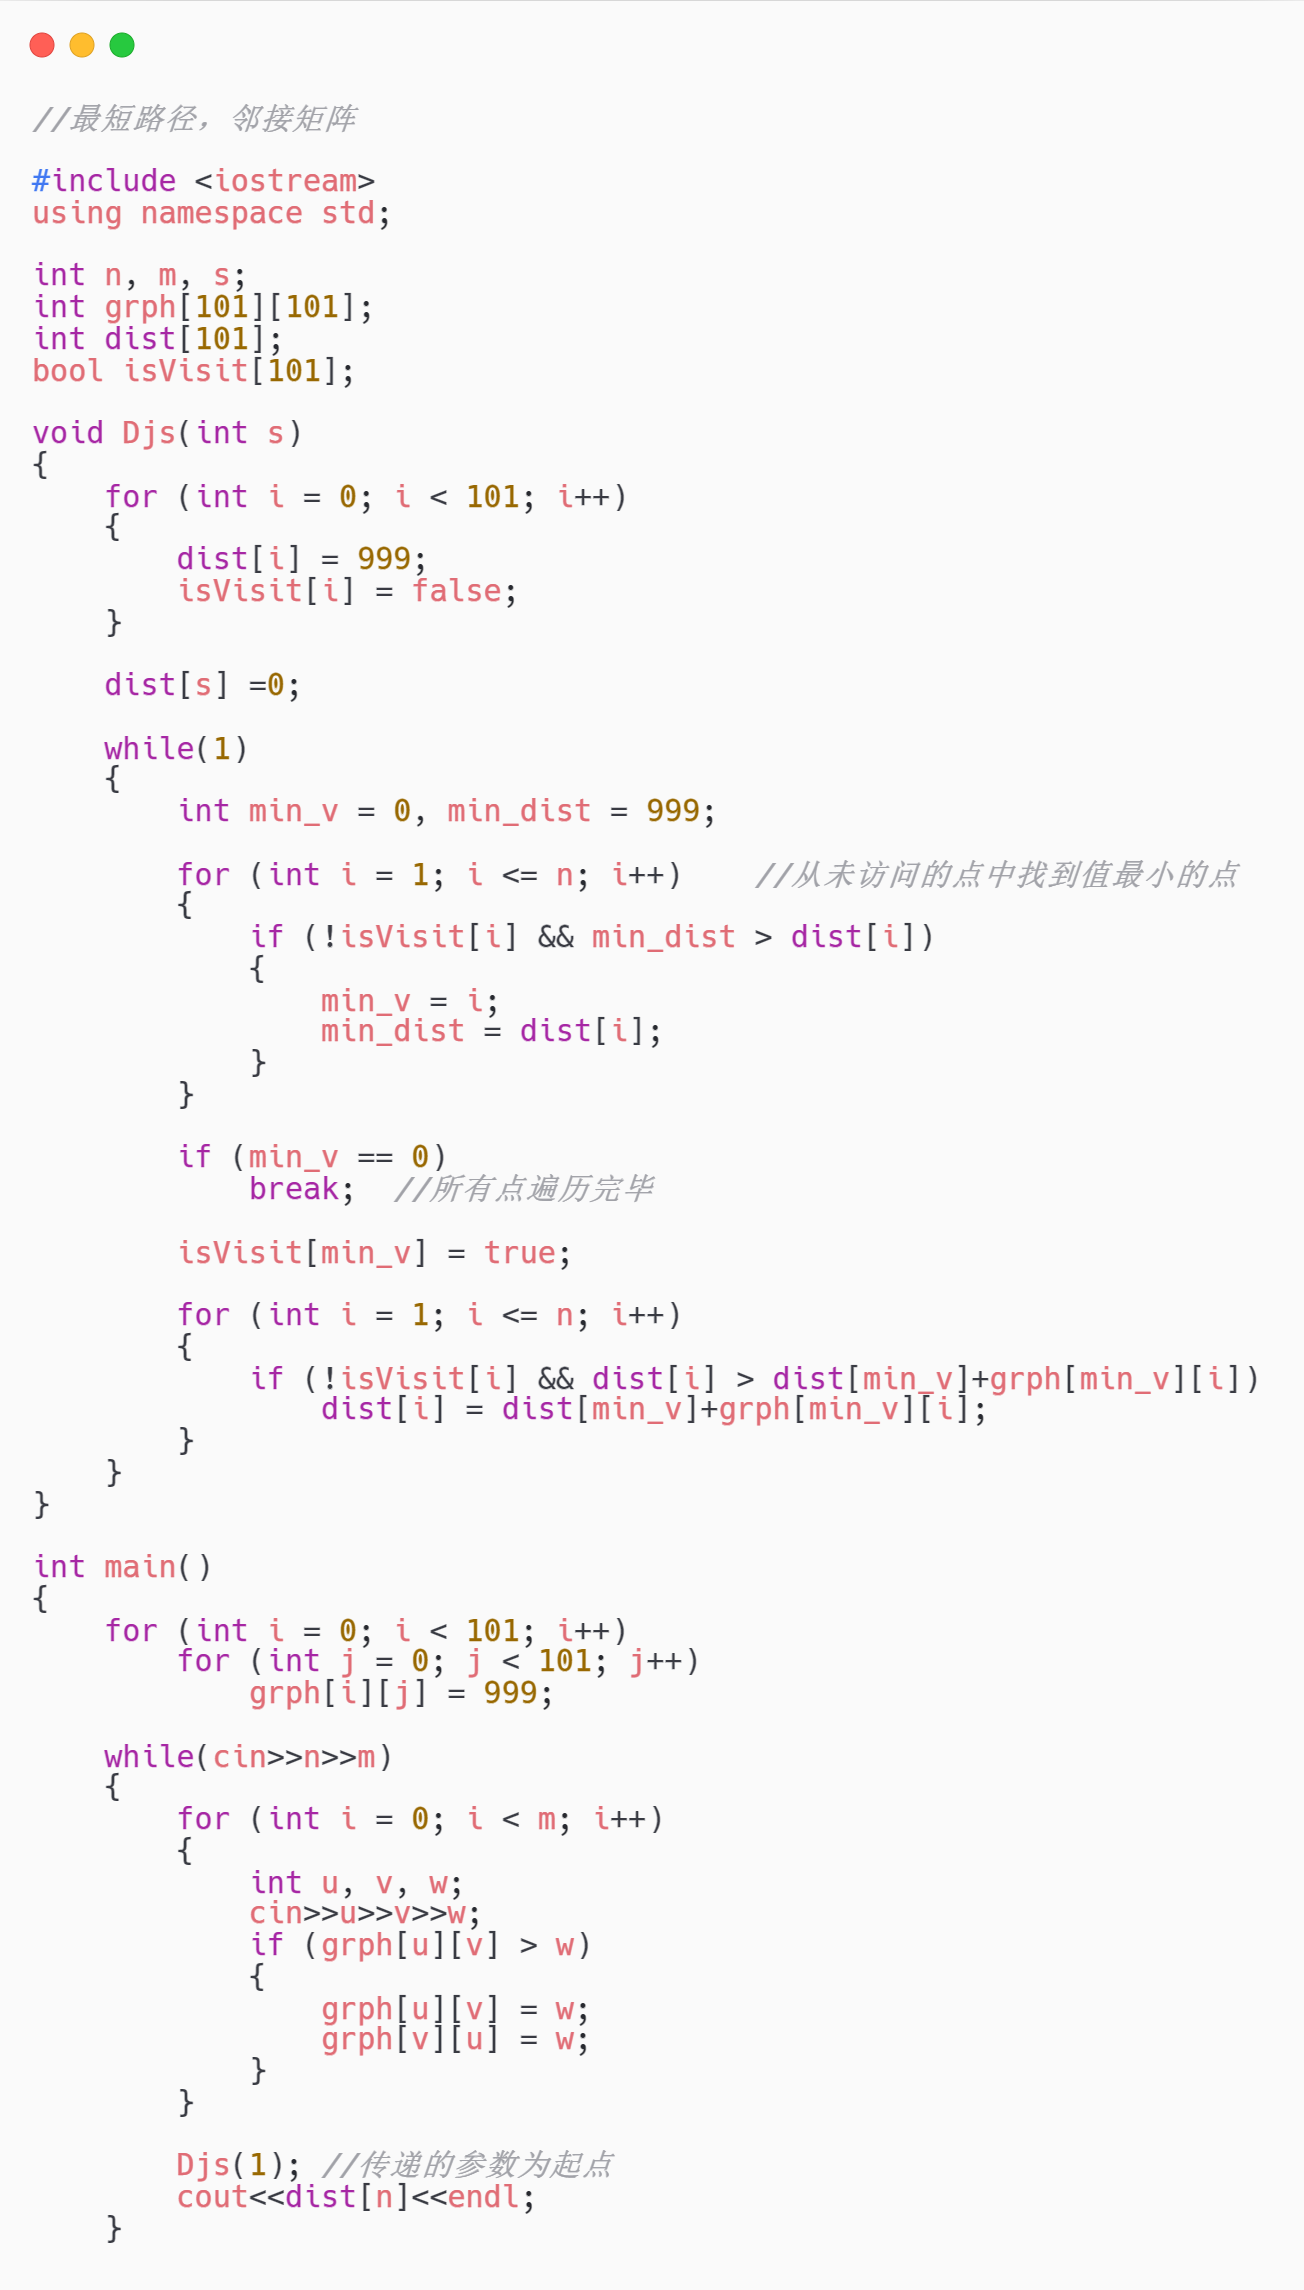 //最短路径，邻接矩阵
#include <iostream>
using namespace std;
int n, m, s;
int grph[101][101];
int dist[101];
bool isVisit[101];
void Djs(int s)
{
    for (int i = 0; i < 101; i++)
    {
        dist[i] = 999;
        isVisit[i] = false;
    }
    dist[s] =0;
    while(1)
    {
        int min_v = 0, min_dist = 999;
        for (int i = 1; i <= n; i++)    //从未访问的点中找到值最小的点
        {
            if (!isVisit[i] && min_dist > dist[i])
            {
                min_v = i;
                min_dist = dist[i];
            }
        }
        if (min_v == 0)
            break;  //所有点遍历完毕
        isVisit[min_v] = true;
        for (int i = 1; i <= n; i++)
        {
            if (!isVisit[i] && dist[i] > dist[min_v]+grph[min_v][i])
                dist[i] = dist[min_v]+grph[min_v][i];
        }
    }
}
int main()
{
    for (int i = 0; i < 101; i++)
        for (int j = 0; j < 101; j++)
            grph[i][j] = 999;
    while(cin>>n>>m)
    {
        for (int i = 0; i < m; i++)
        {
            int u, v, w;
            cin>>u>>v>>w;
            if (grph[u][v] > w)
            {
                grph[u][v] = w;
                grph[v][u] = w;
            }
        }
        Djs(1); //传递的参数为起点
        cout<<dist[n]<<endl;
    }